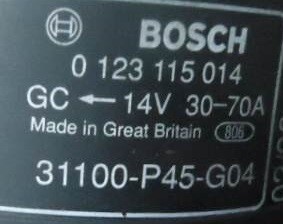 BOSCH
0 123 115 014
GC ← 14V 30-70A
Made in Great Britain 806
31100-P45-G04